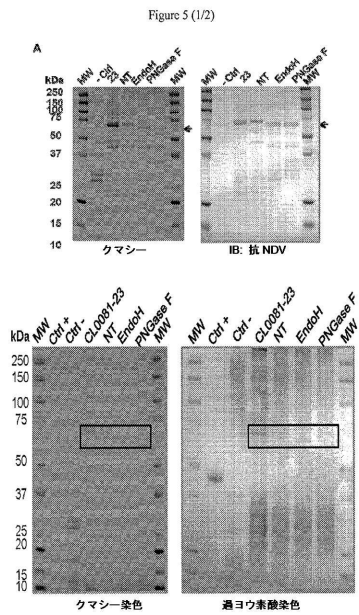 Figure 5 (1/2)
A
kDa
MW
- Ctrl
23
NT
EndoH
PNGase F
MW
MW
- Ctrl
23
NT
EndoH
PNGase F
MW
250
150
100
75
50
37
25
20
15
10
クマシー
IB: 抗 NDV
kDa
MW
Ctrl +
Ctrl -
CL0081-23
NT
EndoH
PNGase F
MW
MW
Ctrl +
Ctrl -
CL0081-23
NT
EndoH
PNGase F
MW
250
150
100
75
50
37
25
20
15
10
クマシー染色
過ヨウ素酸染色